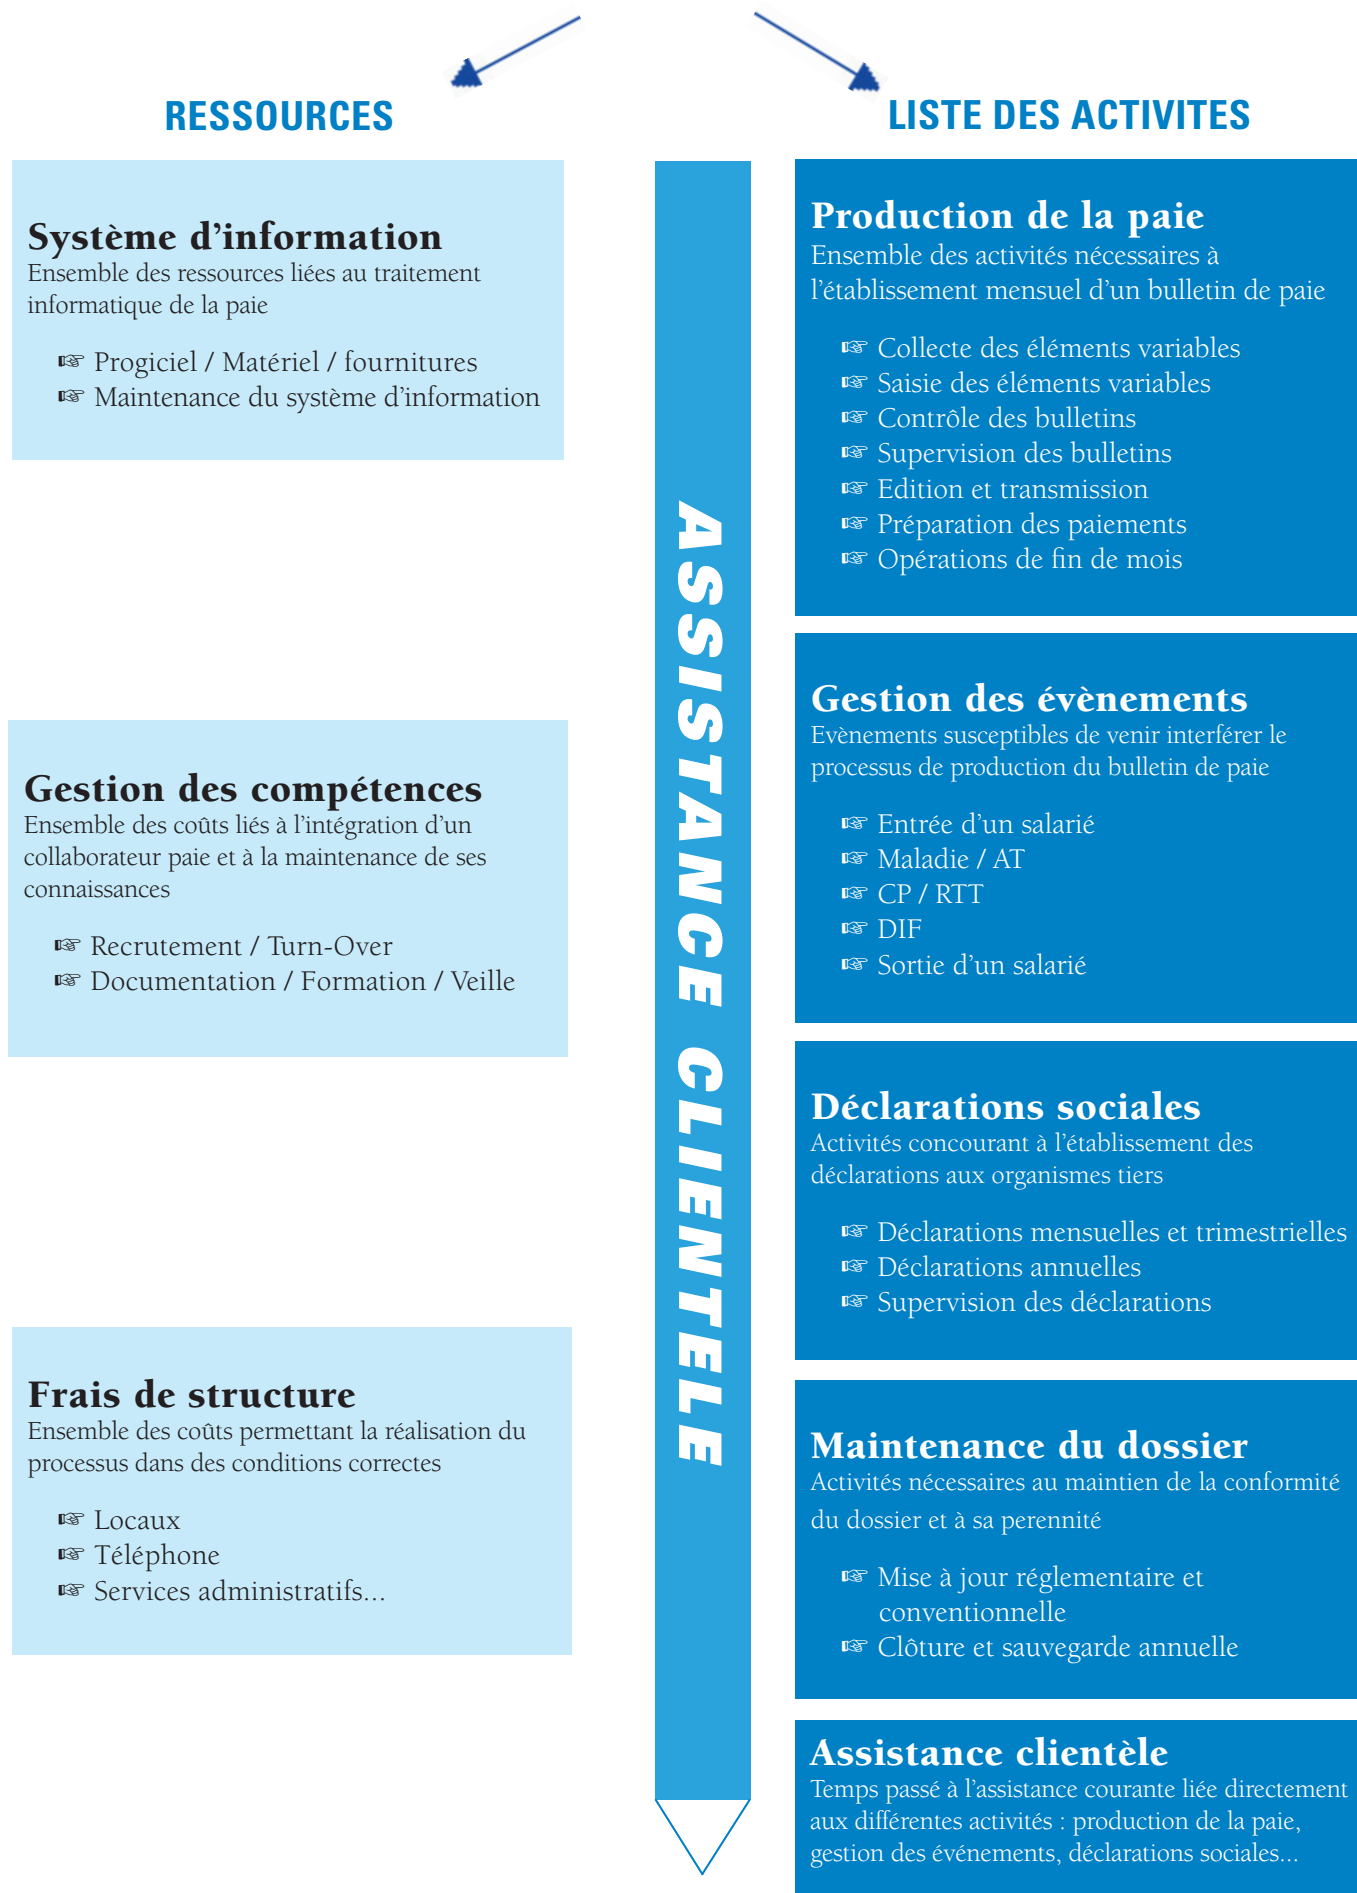 RESSOURCES
Système d'information
Ensemble des ressources liées au traitement
informatique de la paie
☞ Progiciel / Matériel / fournitures
☞ Maintenance du système d'information
Gestion des compétences
Ensemble des coûts liés à l'intégration d'un
collaborateur paie et à la maintenance de ses
connaissances
☞ Recrutement / Turn-Over
☞ Documentation / Formation / Veille
Frais de structure
Ensemble des coûts permettant la réalisation du
processus dans des conditions correctes
☞ Locaux
☞ Téléphone
☞ Services administratifs...
ASSISTANCE CLIENTELE
LISTE DES ACTIVITES
Production de la paie
Ensemble des activités nécessaires à
l'établissement mensuel d'un bulletin de paie
☞ Collecte des éléments variables
☞ Saisie des éléments variables
☞ Contrôle des bulletins
☞ Supervision des bulletins
☞ Edition et transmission
☞ Préparation des paiements
☞ Opérations de fin de mois
Gestion des évènements
Evènements susceptibles de venir interférer le
processus de production du bulletin de paie
☞ Entrée d'un salarié
☞ Maladie / AT
☞ CP / RTT
☞ DIF
☞ Sortie d'un salarié
Déclarations sociales
Activités concourant à l'établissement des
déclarations aux organismes tiers
☞ Déclarations mensuelles et trimestrielles
☞ Déclarations annuelles
☞ Supervision des déclarations
Maintenance du dossier
Activités nécessaires au maintien de la conformité
du dossier et à sa perennité
☞ Mise à jour réglementaire et
conventionnelle
☞ Clôture et sauvegarde annuelle
Assistance clientèle
Temps passé à l'assistance courante liée directement
aux différentes activités : production de la paie,
gestion des événements, déclarations sociales...